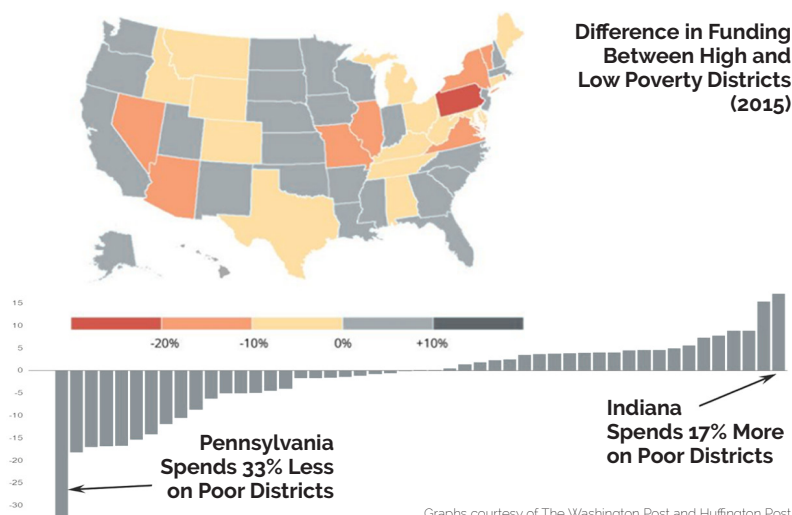 Difference in Funding
Between High and
Low Poverty Districts
(2015)
-20%
-10%
0%
+10%
15
10
5
0
-5
-10
-15
-20
-25
-30
Pennsylvania
Spends 33% Less
on Poor Districts
Indiana
Spends 17% More
on Poor Districts
Graphs courtesy of The Washington Post and Huffington Post